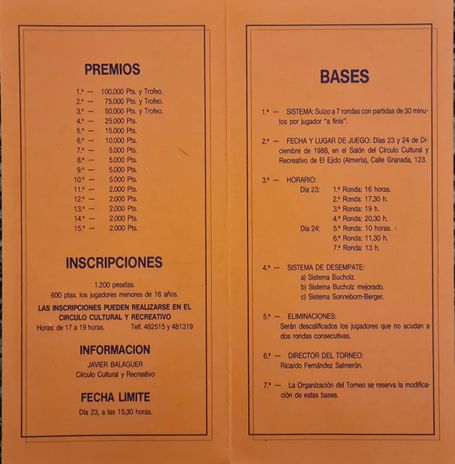 PREMIOS
1.º — 100.000 Pts. y Trofeo.
2.º — 75.000 Pts. y Trofeo.
3.º — 50.000 Pts. y Trofeo.
4.º — 25.000 Pts.
5.º — 15.000 Pts.
6.º — 10.000 Pts.
7.º — 5.000 Pts.
8.º — 5.000 Pts.
9.º — 5.000 Pts.
10.º — 5.000 Pts.
11.º — 2.000 Pts.
12.º — 2.000 Pts.
13.º — 2.000 Pts.
14.º — 2.000 Pts.
15.º — 2.000 Pts.
INSCRIPCIONES
1.200 pesetas.
600 ptas. los jugadores menores de 16 años.
LAS INSCRIPCIONES PUEDEN REALIZARSE EN EL
CIRCULO CULTURAL Y RECREATIVO
Horas: de 17 a 19 horas. Telf. 482515 y 481319
INFORMACION
JAVIER BALAGUER
Círculo Cultural y Recreativo
FECHA LIMITE
Día 23, a las 15,30 horas.
BASES
1.ª — SISTEMA: Suizo a 7 rondas con partidas de 30 minu-
tos por jugador "a finis".
2.ª — FECHA Y LUGAR DE JUEGO: Días 23 y 24 de Di-
ciembre de 1988, en el Salón del Círculo Cultural y
Recreativo de El Ejido (Almería), Calle Granada, 123.
3.ª — HORARIO:
Día 23: 1.ª Ronda: 16 horas.
2.ª Ronda: 17,30 h.
3.ª Ronda: 19 h.
4.ª Ronda: 20,30 h.
Día 24: 5.ª Ronda: 10 horas.
6.ª Ronda: 11,30 h.
7.ª Ronda: 13 h.
4.ª — SISTEMA DE DESEMPATE:
a) Sistema Bucholz.
b) Sistema Bucholz mejorado.
c) Sistema Sonneborn-Berger.
5.ª — ELIMINACIONES:
Serán descalificados los jugadores que no acudan a
dos rondas consecutivas.
6.ª — DIRECTOR DEL TORNEO:
Ricardo Fernández Salmerón.
7.ª — La Organización del Torneo se reserva la modifica-
ción de estas bases.